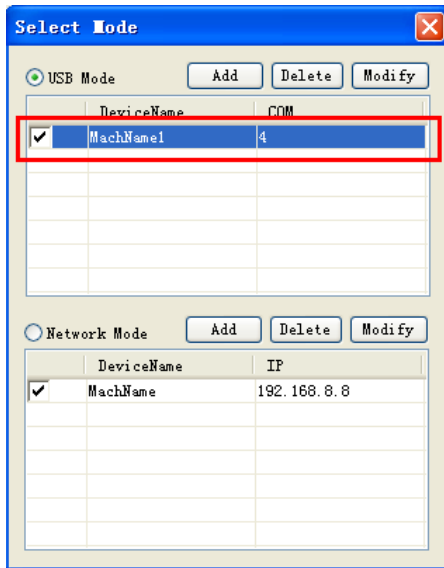 Select Mode
USB Mode Add Delete Modify
DeviceName COM
MachName1 4
Network Mode Add Delete Modify
DeviceName IP
MachName 192.168.8.8